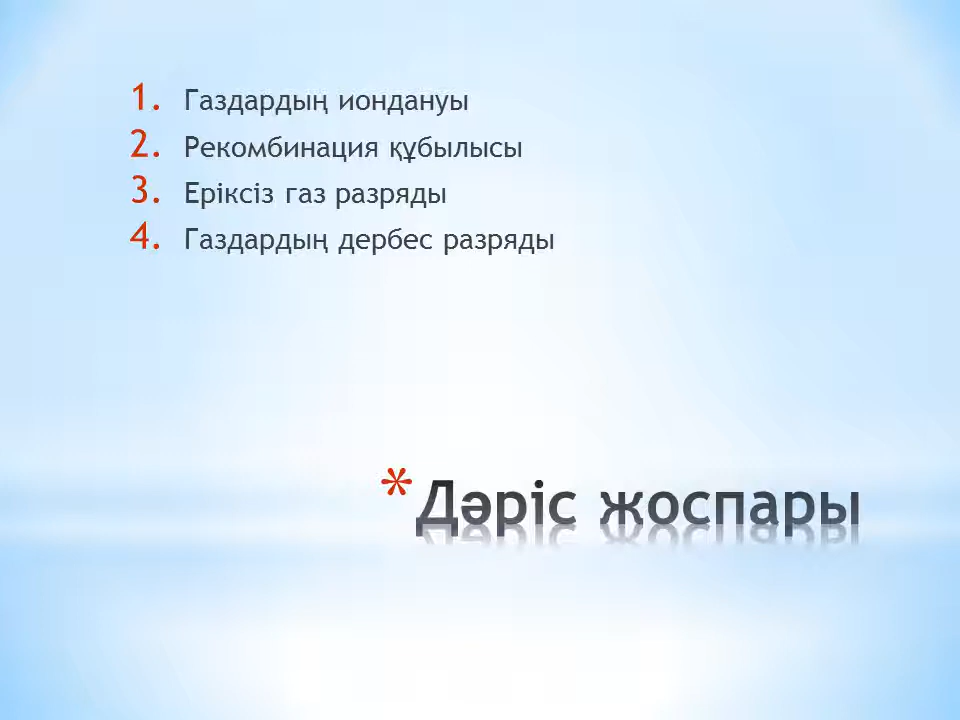 1. Газдардың иондануы
2. Рекомбинация құбылысы
3. Еріксіз газ разряды
4. Газдардың дербес разряды
* Дәріс жоспары